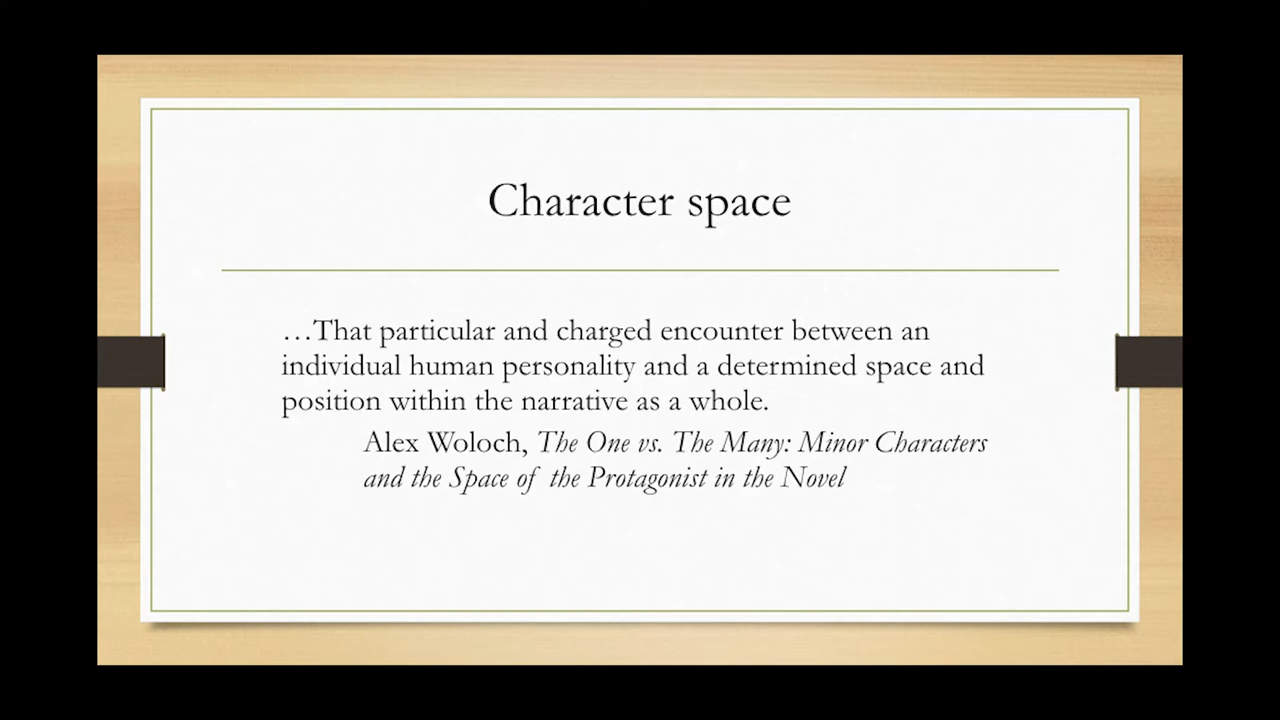 Character space
…That particular and charged encounter between an
individual human personality and a determined space and
position within the narrative as a whole.
Alex Woloch, The One vs. The Many: Minor Characters
and the Space of the Protagonist in the Novel